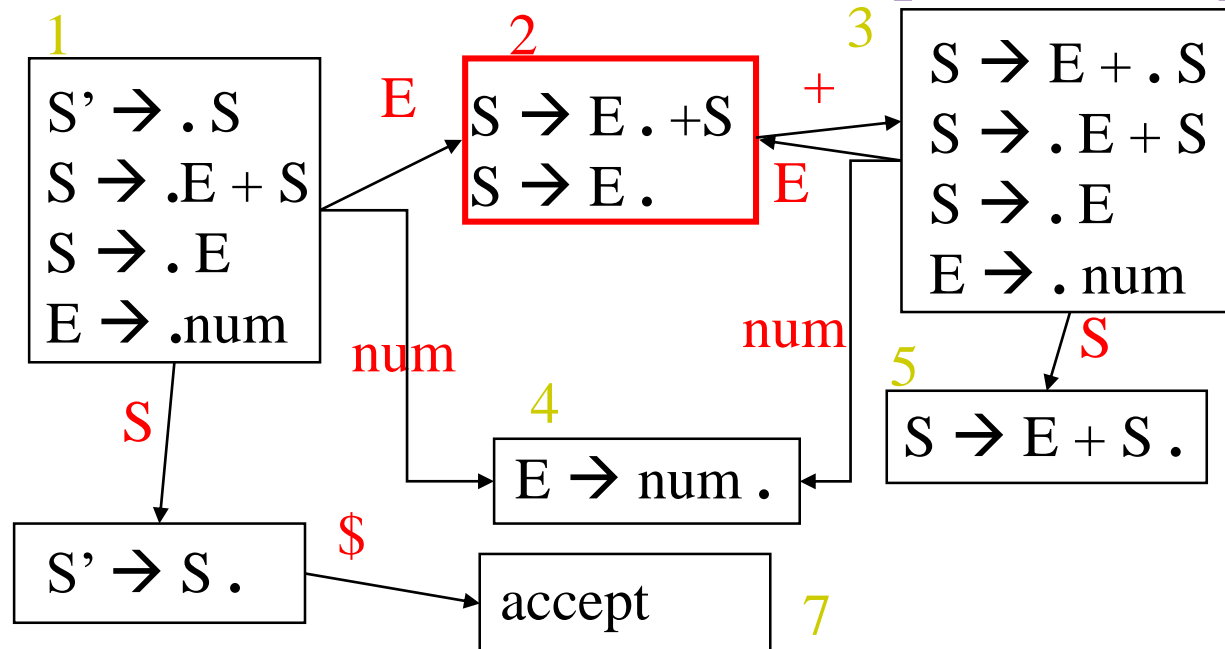 1
S’ → . S
S → .E + S
S → . E
E → .num
E
2
S → E . +S
S → E .
+
E
3
S → E + . S
S → . E + S
S → . E
E → . num
num
num
S
S
4
E → num .
5
S → E + S .
S’ → S .
$
accept
7